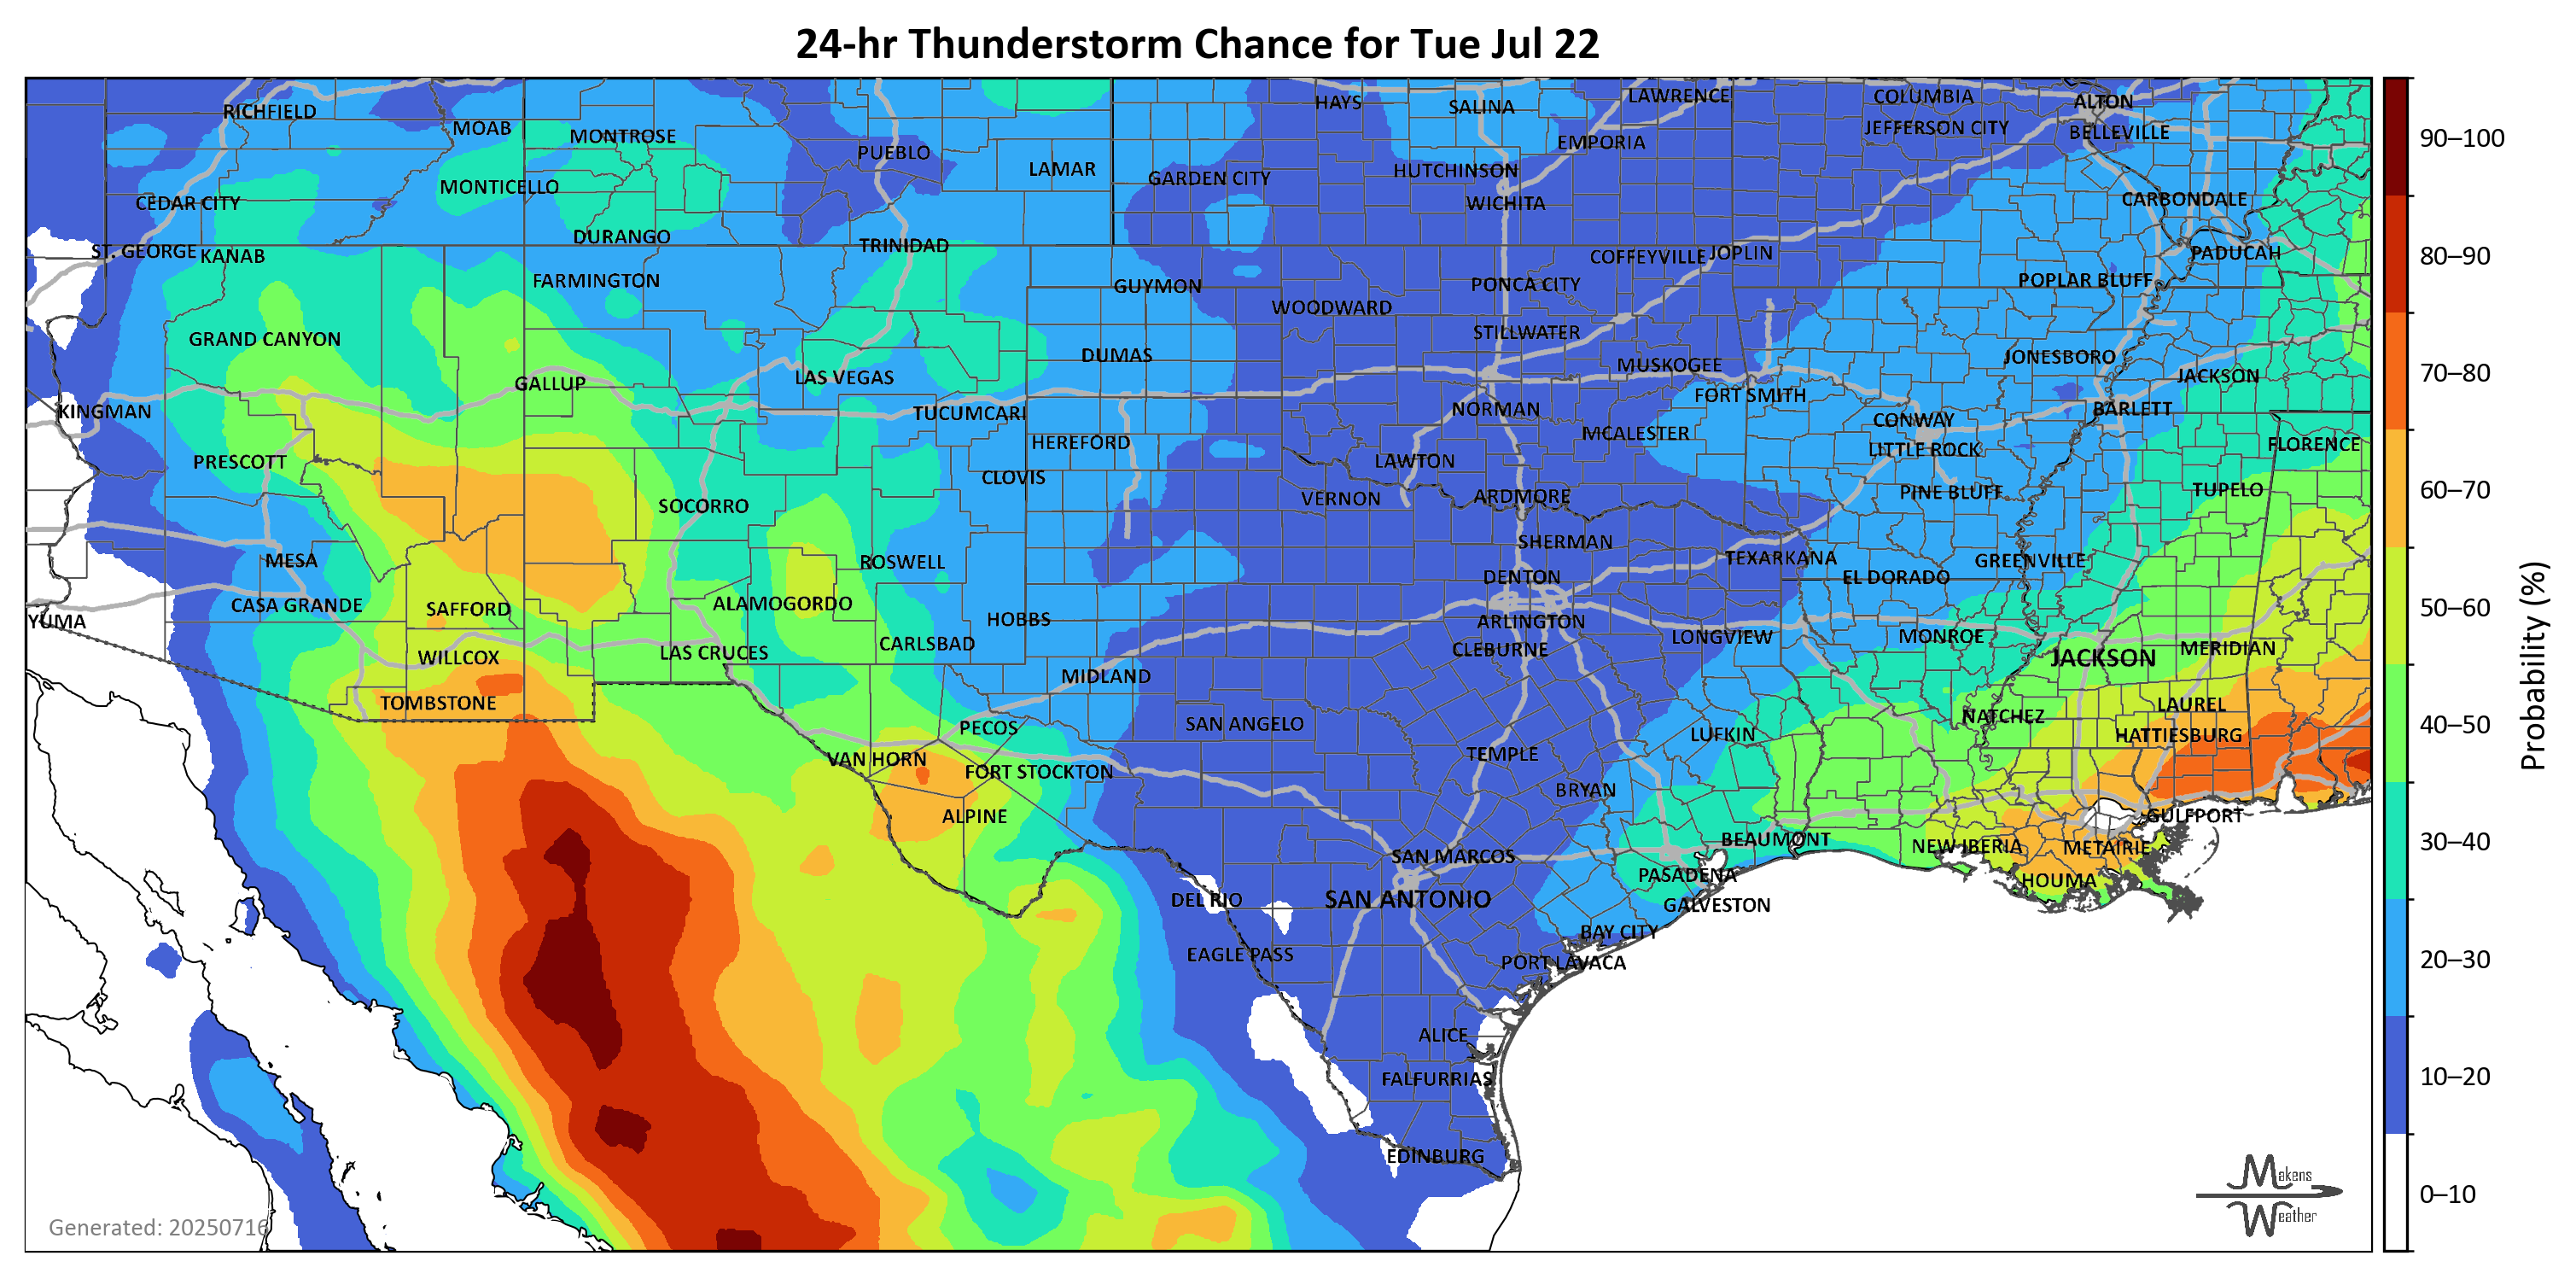 24-hr Thunderstorm Chance for Tue Jul 22
RICHFIELD
MOAB
MONTROSE
PUEBLO
LAMAR
HAYS
SALINA
LAWRENCE
COLUMBIA
ALTON
EMPORIA
JEFFERSON CITY
BELLEVILLE
MONTICELLO
GARDEN CITY
HUTCHINSON
CEDAR CITY
WICHITA
CARBONDALE
ST. GEORGE
KANAB
DURANGO
TRINIDAD
COFFEYVILLE
JOPLIN
PADUCAH
FARMINGTON
GUYMON
WOODWARD
PONCA CITY
POPLAR BLUFF
GRAND CANYON
DUMAS
STILLWATER
MUSKOGEE
JONESBORO
GALLUP
LAS VEGAS
FORT SMITH
JACKSON
KINGMAN
TUCUMCARI
NORMAN
CONWAY
BARLETT
HEREFORD
MCALESTER
LITTLE ROCK
FLORENCE
PRESCOTT
CLOVIS
LAWTON
PINE BLUFF
TUPELO
SOCORRO
VERNON
ARDMORE
MESA
ROSWELL
SHERMAN
TEXARKANA
GREENVILLE
CASA GRANDE
SAFFORD
ALAMOGORDO
DENTON
EL DORADO
YUMA
HOBBS
ARLINGTON
LONGVIEW
MONROE
WILLCOX
LAS CRUCES
CARLSBAD
CLEBURNE
JACKSON
MERIDIAN
TOMBSTONE
MIDLAND
PECOS
SAN ANGELO
LUFKIN
NATCHEZ
LAUREL
HATTIESBURG
VAN HORN
FORT STOCKTON
TEMPLE
BRYAN
ALPINE
GULFPORT
SAN MARCOS
BEAUMONT
NEW IBERIA
METAIRIE
DEL RIO
SAN ANTONIO
PASADENA
HOUMA
GALVESTON
EAGLE PASS
BAY CITY
PORT LAVACA
ALICE
FALFURRIAS
EDINBURG
Generated: 20250716
Makens
Weather
90–100
80–90
70–80
60–70
50–60
40–50
30–40
20–30
10–20
0–10
Probability (%)